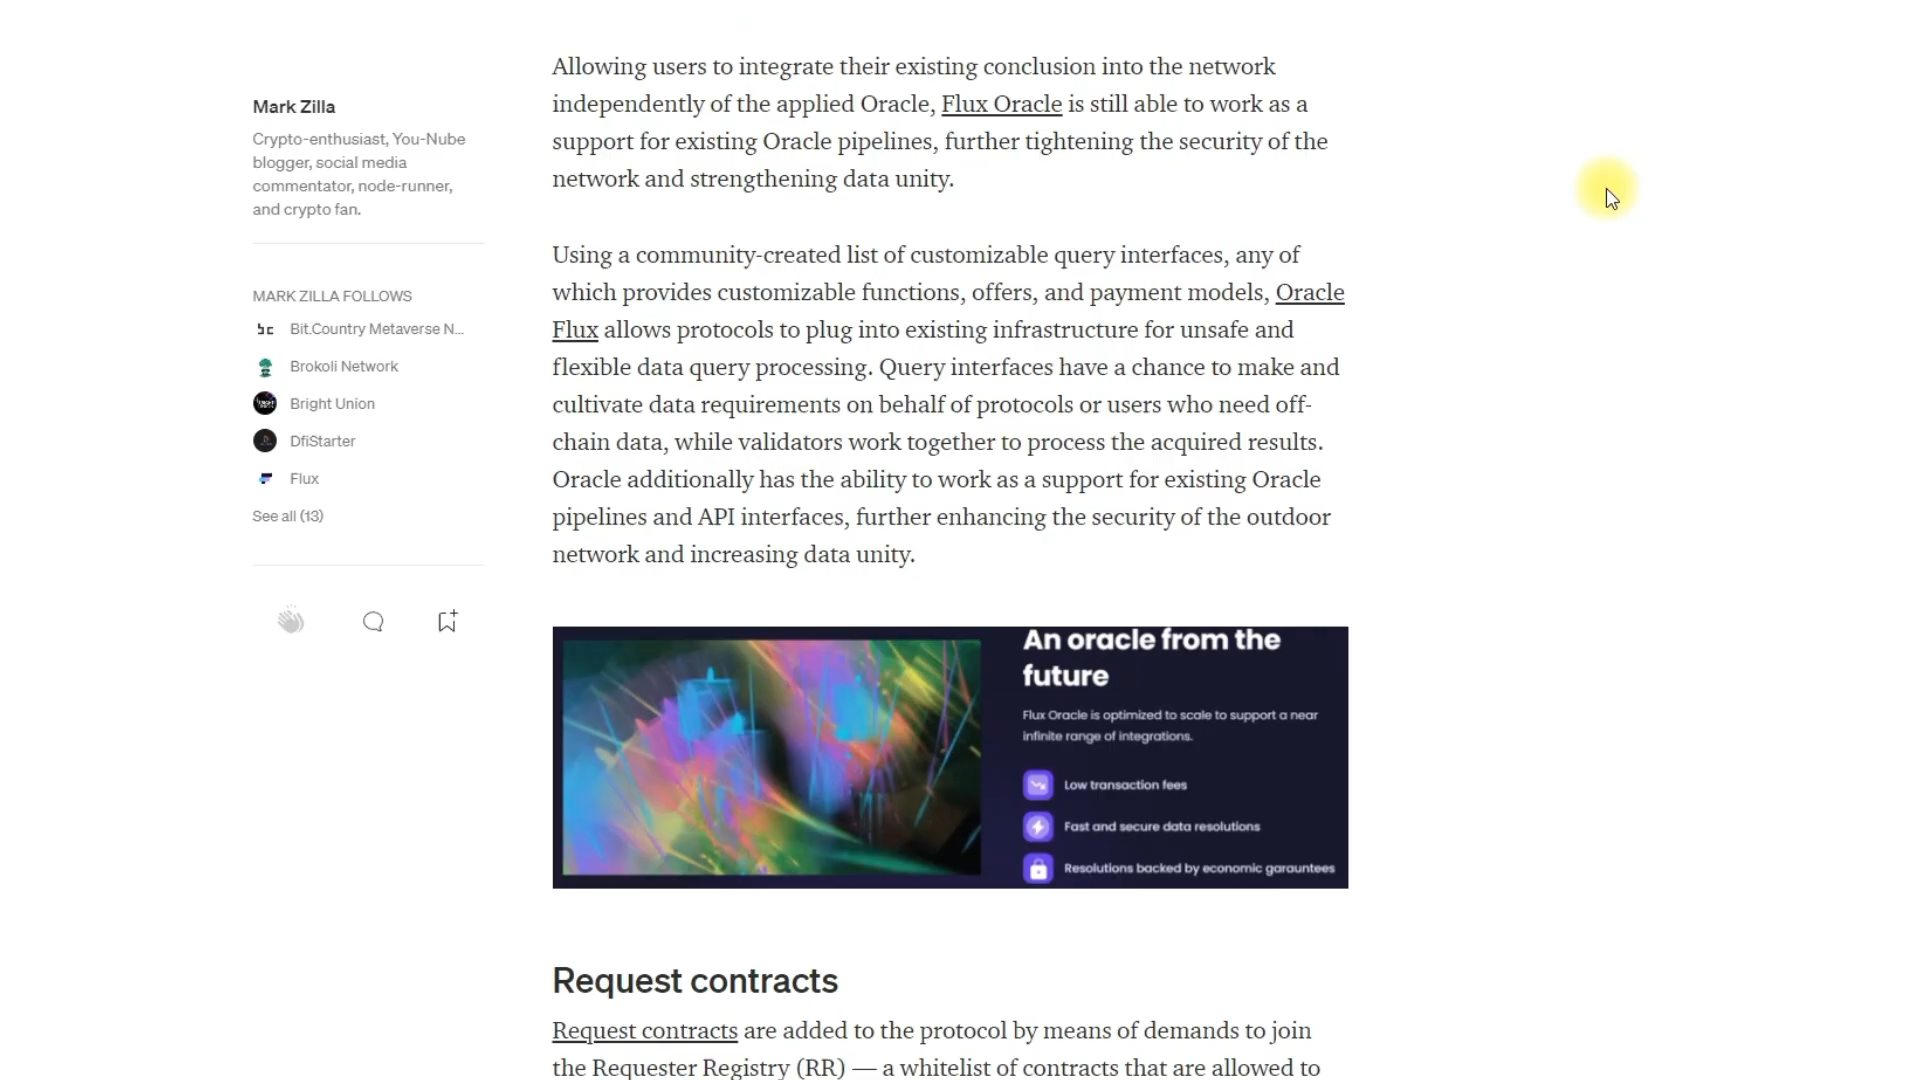 Mark Zilla
Crypto-enthusiast, You-Nube
blogger, social media
commentator, node-runner,
and crypto fan.
MARK ZILLA FOLLOWS
Bit.Country Metaverse N...
Brokoli Network
Bright Union
DfiStarter
Flux
See all (13)
Allowing users to integrate their existing conclusion into the network
independently of the applied Oracle, Flux Oracle is still able to work as a
support for existing Oracle pipelines, further tightening the security of the
network and strengthening data unity.
Using a community-created list of customizable query interfaces, any of
which provides customizable functions, offers, and payment models, Oracle
Flux allows protocols to plug into existing infrastructure for unsafe and
flexible data query processing. Query interfaces have a chance to make and
cultivate data requirements on behalf of protocols or users who need off-
chain data, while validators work together to process the acquired results.
Oracle additionally has the ability to work as a support for existing Oracle
pipelines and API interfaces, further enhancing the security of the outdoor
network and increasing data unity.
An oracle from the
future
Flux Oracle is optimized to scale to support a near
infinite range of integrations.
Low transaction fees
Fast and secure data resolutions
Resolutions backed by economic garauntees
Request contracts
Request contracts are added to the protocol by means of demands to join
the Requester Registry (RR) — a whitelist of contracts that are allowed to